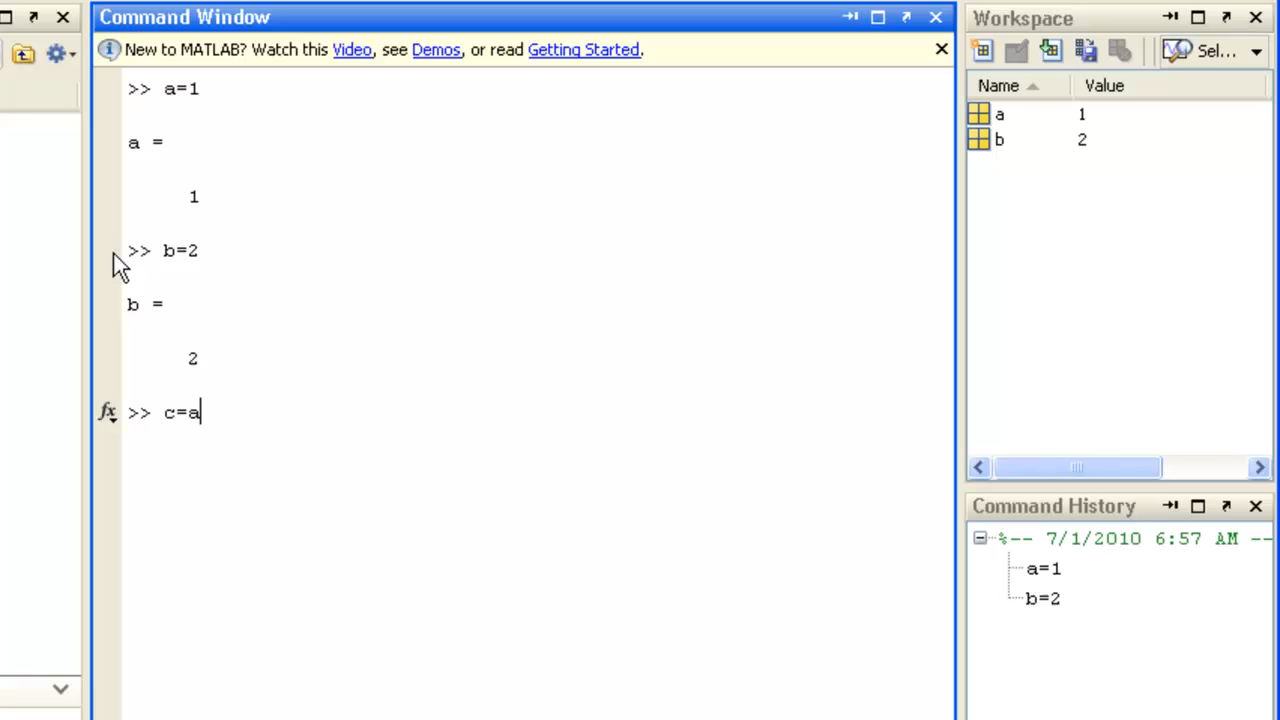 Command Window
New to MATLAB? Watch this Video, see Demos, or read Getting Started.
>> a=1
a =
1
>> b=2
b =
2
fx >> c=a
Workspace
Sel...
Name Value
a 1
b 2
Command History
%-- 7/1/2010 6:57 AM --
a=1
b=2